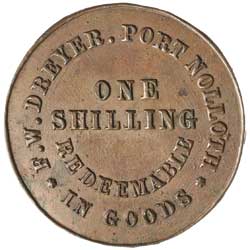 F.W. DREYER, PORT NOLLOTH
ONE
SHILLING
REDEEMABLE
* IN GOODS *